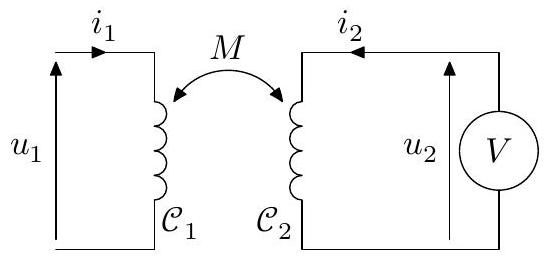 i₁
i₂
M
u₁
u₂
V
𝒞₁
𝒞₂